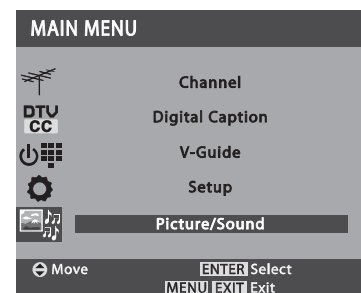 MAIN MENU
Channel
DTV
CC
Digital Caption
V-Guide
Setup
Picture/Sound
Move
ENTER Select
MENU EXIT Exit